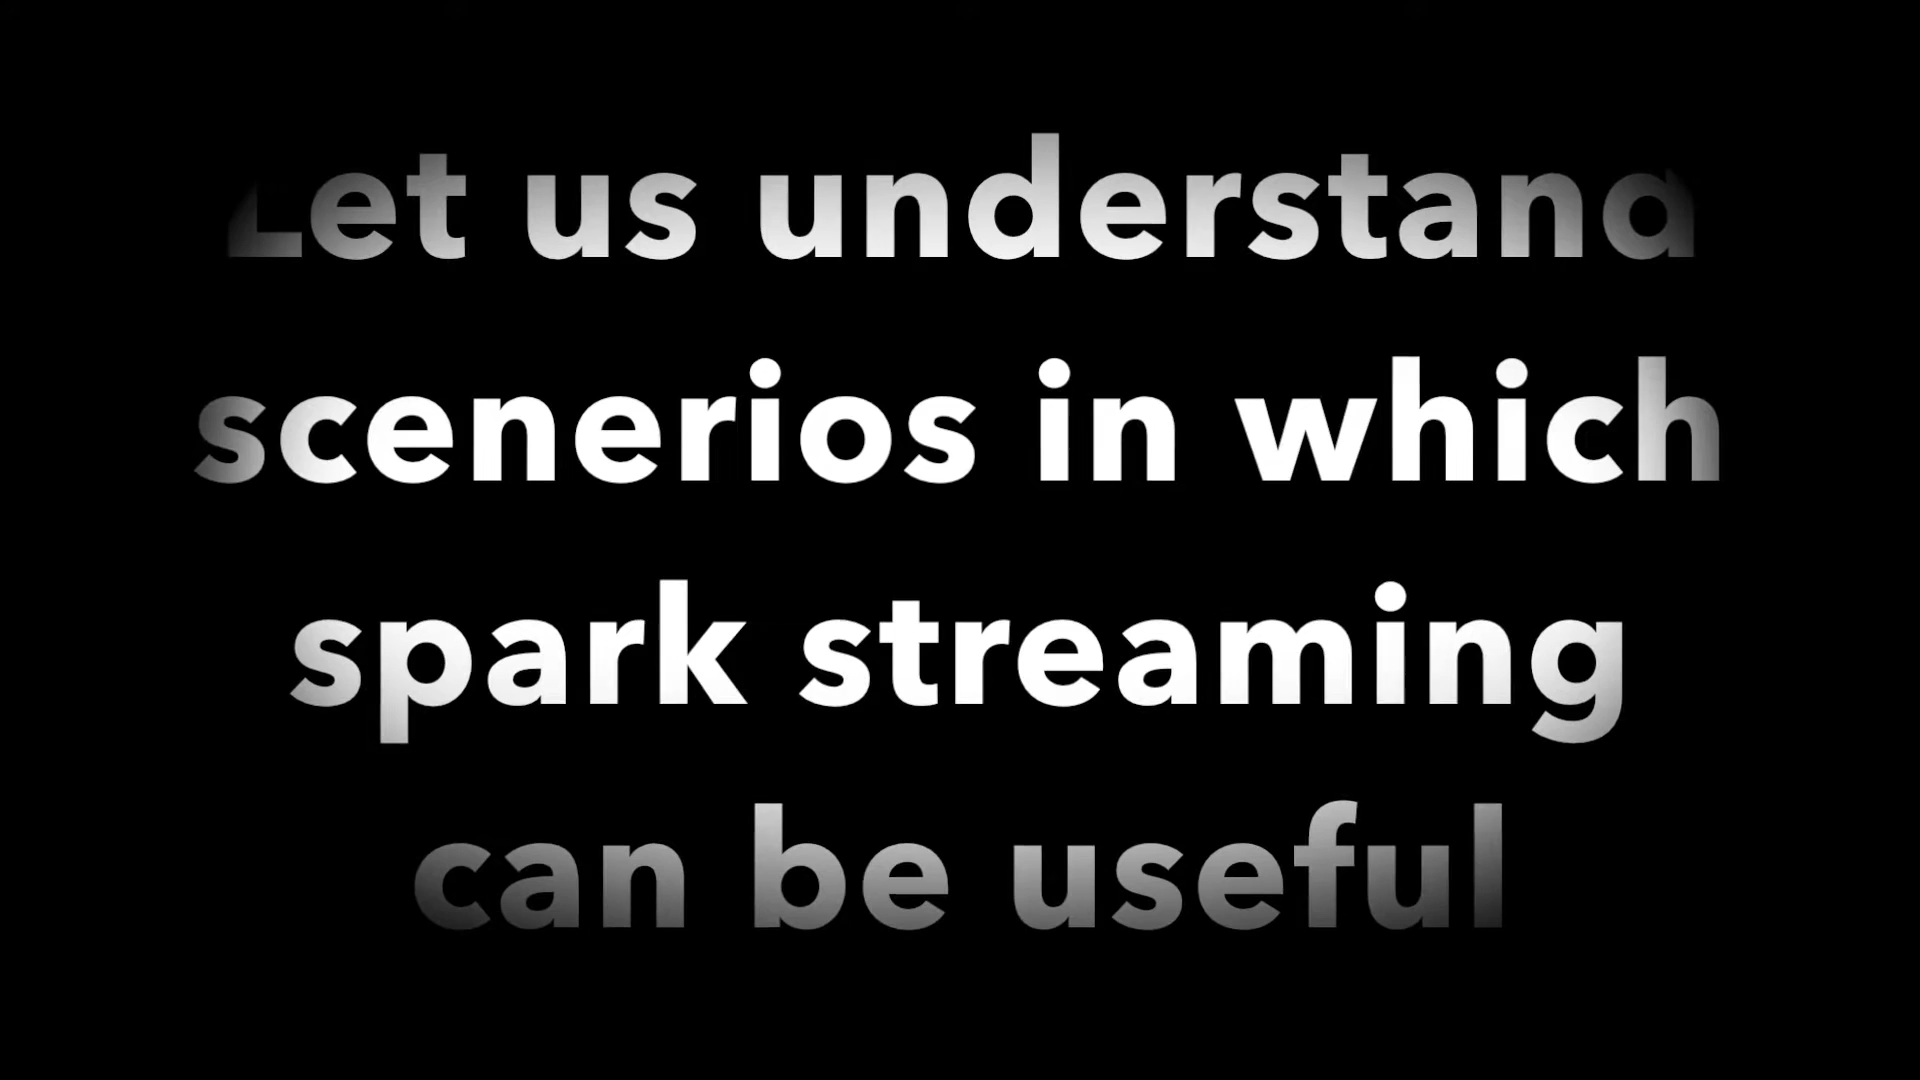 Let us understand
scenerios in which
spark streaming
can be useful